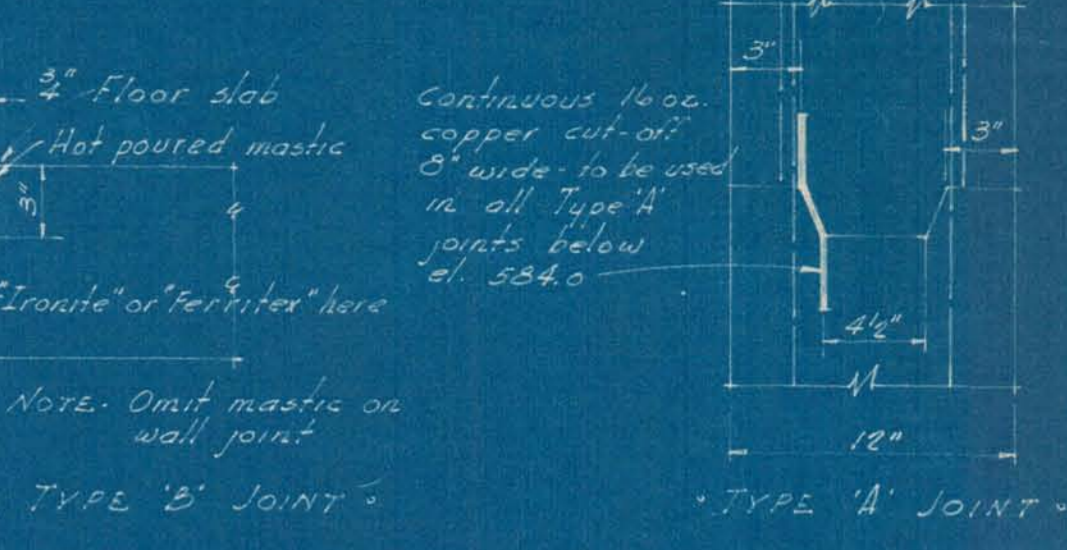 3/4" Floor slab
Hot poured mastic
3"
"Ironite" or "Ferritex" here
NOTE- Omit mastic on
wall joint
TYPE 'B' JOINT
Continuous 16 oz.
copper cut-off
8" wide - to be used
in all Type 'A'
joints below
el. 584.0
3"
3"
4 1/2"
12"
TYPE 'A' JOINT